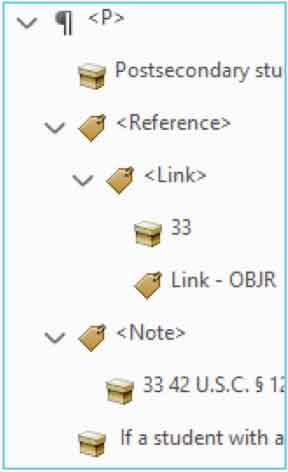 <P>
Postsecondary stu
<Reference>
<Link>
33
Link - OBJR
<Note>
33 42 U.S.C. § 12
If a student with a